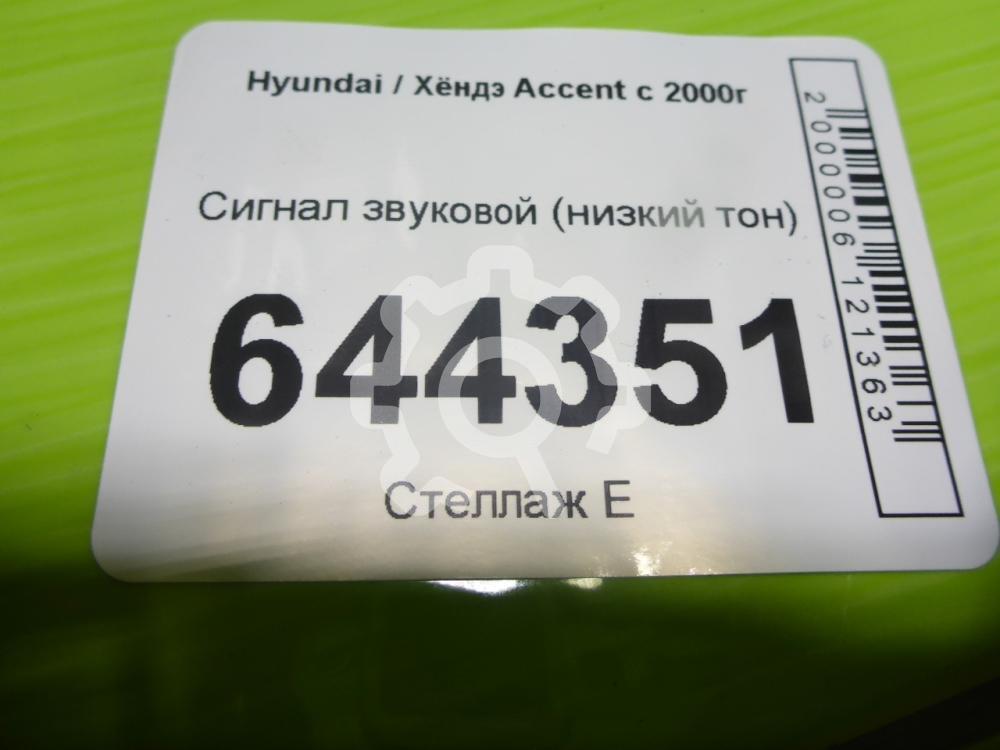 Hyundai / Хёндэ Accent с 2000г
Сигнал звуковой (низкий тон)
644351
Стеллаж Е
2000006121363